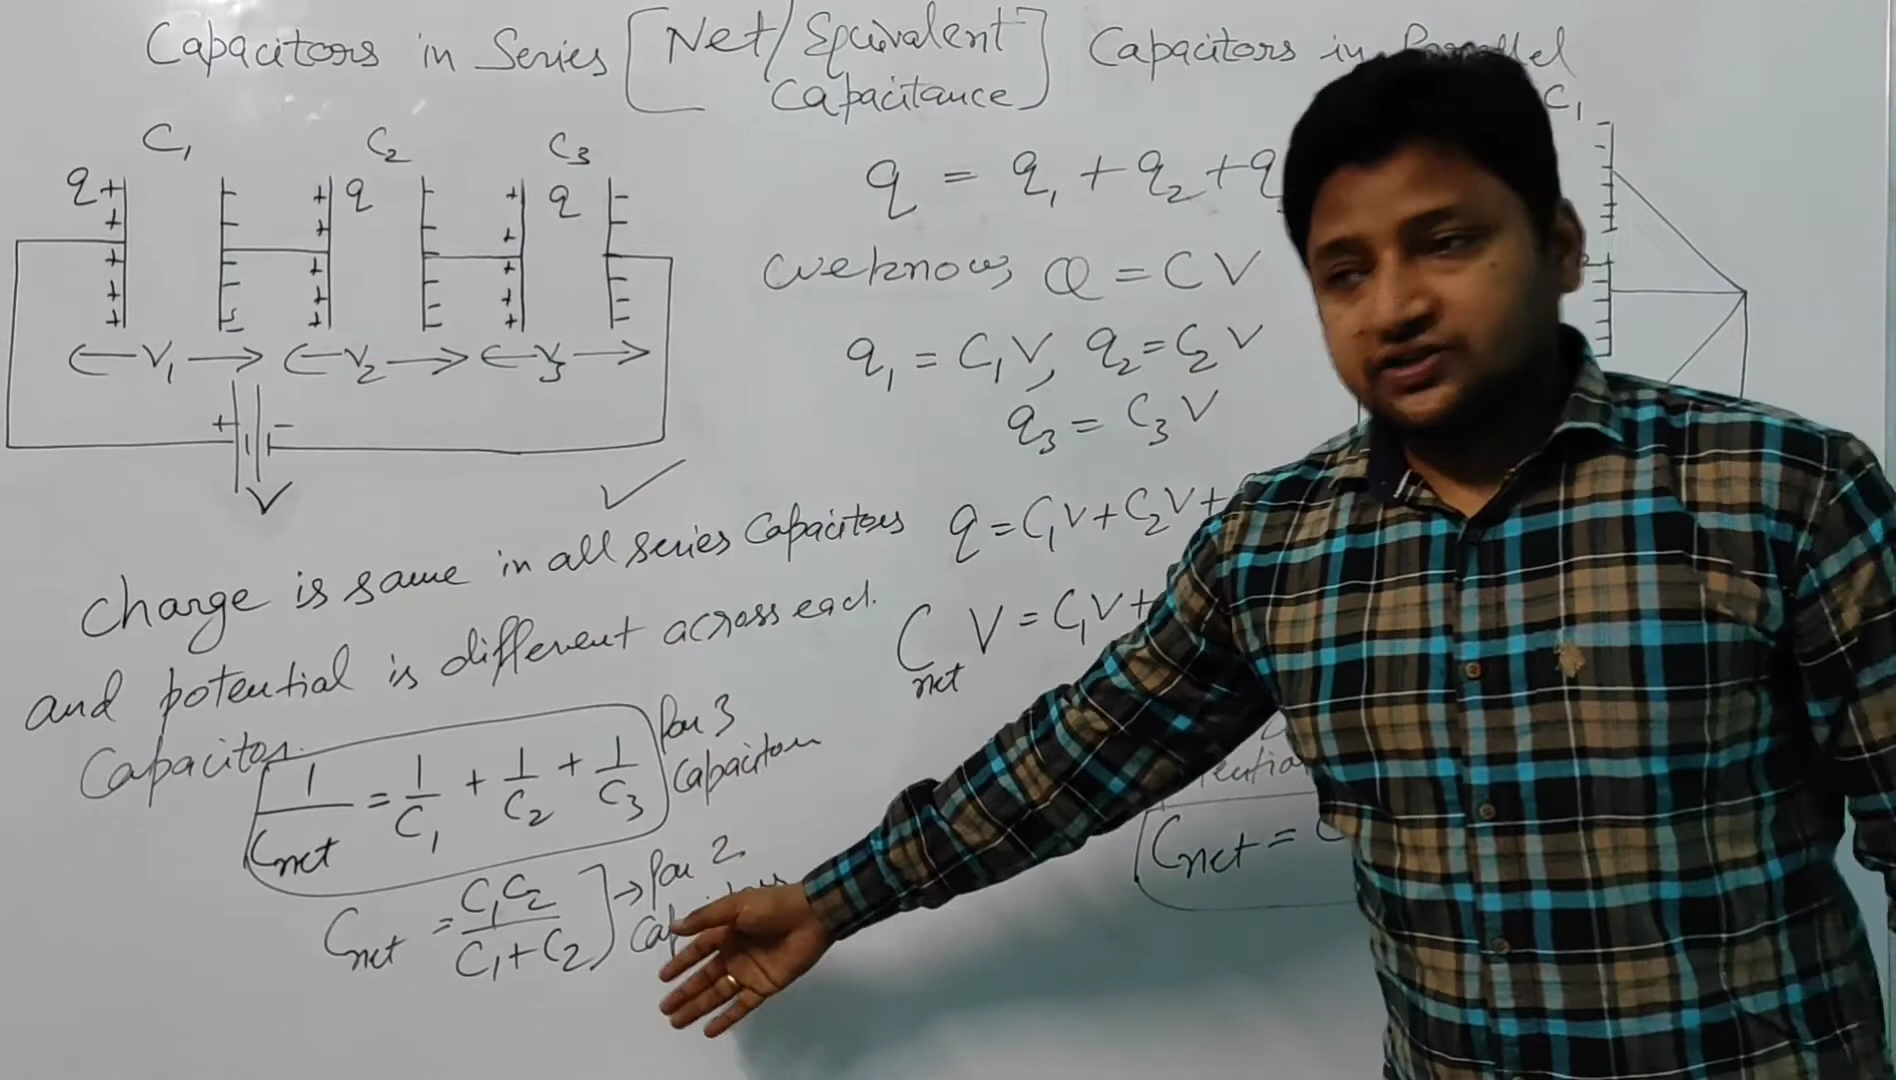 Capacitors in Series [Net/Equivalent Capacitance]
Capacitors in Parallel
C₁
C₂
C₃
q
q
q
V₁
V₂
V₃
+ -
V
Charge is same in all series Capacitors
and potential is different across each
Capacitor.
1/Cnet = 1/C₁ + 1/C₂ + 1/C₃
For 3
Capacitors
Cnet = C₁C₂/C₁+C₂ → For 2
q = q₁ + q₂ + q
we know, Q = CV
q₁ = C₁V, q₂ = C₂V
q₃ = C₃V
q = C₁V + C₂V +
Cnet V = C₁V +
Cnet =
C₁